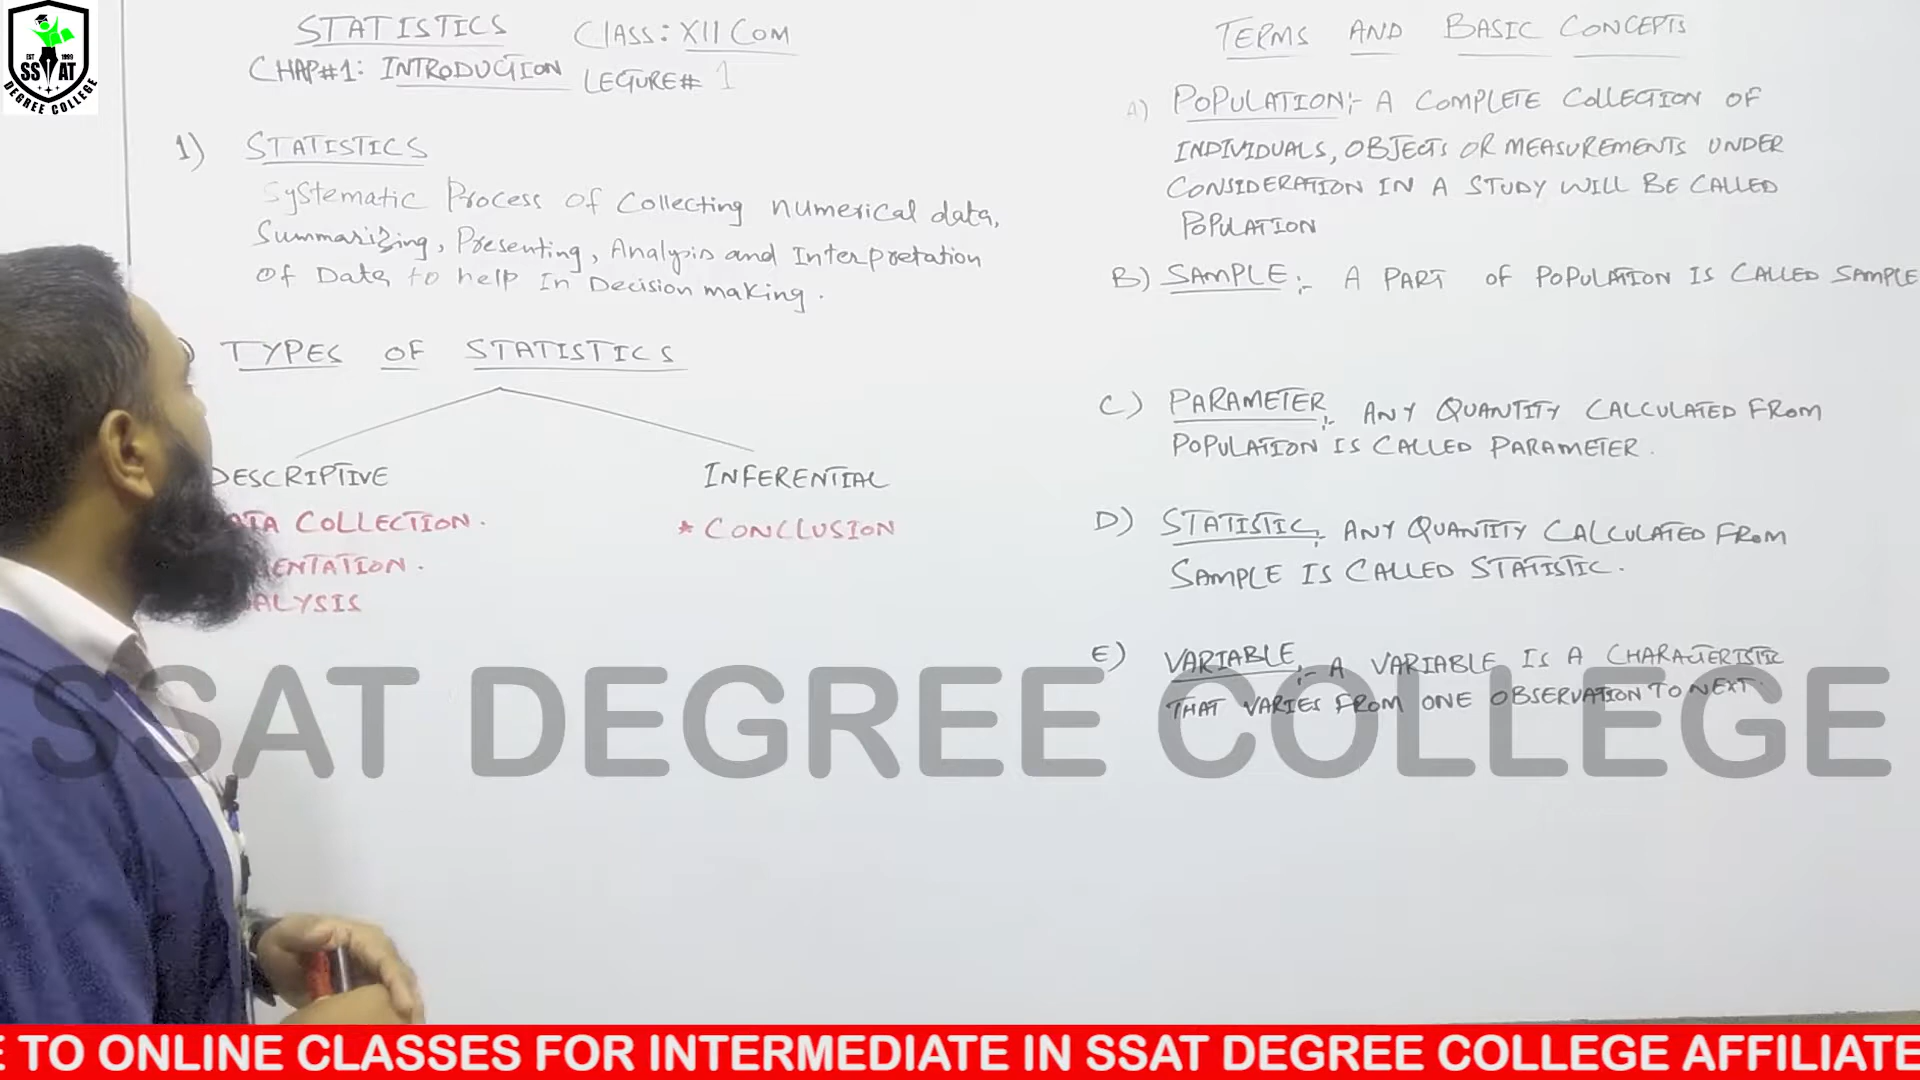 EST 1999
SSAT
DEGREE COLLEGE
STATISTICS CLASS: XII COM
CHAP#1: INTRODUCTION LECTURE# 1
1) STATISTICS
Systematic Process of Collecting numerical data,
Summarizing, Presenting, Analysis and Interpretation
of Data to help In Decision making.
) TYPES OF STATISTICS
DESCRIPTIVE INFERENTIAL
ATA COLLECTION. * CONCLUSION
ENTATION.
ALYSIS
TERMS AND BASIC CONCEPTS
A) POPULATION:- A COMPLETE COLLECTION OF
INDIVIDUALS, OBJECTS OR MEASUREMENTS UNDER
CONSIDERATION IN A STUDY WILL BE CALLED
POPULATION
B) SAMPLE:- A PART OF POPULATION IS CALLED SAMPLE
C) PARAMETER:- ANY QUANTITY CALCULATED FROM
POPULATION IS CALLED PARAMETER.
D) STATISTIC:- ANY QUANTITY CALCULATED FROM
SAMPLE IS CALLED STATISTIC.
E) VARIABLE:- A VARIABLE IS A CHARACTERISTIC
THAT VARIES FROM ONE OBSERVATION TO NEXT.
SSAT DEGREE COLLEGE
E TO ONLINE CLASSES FOR INTERMEDIATE IN SSAT DEGREE COLLEGE AFFILIATE